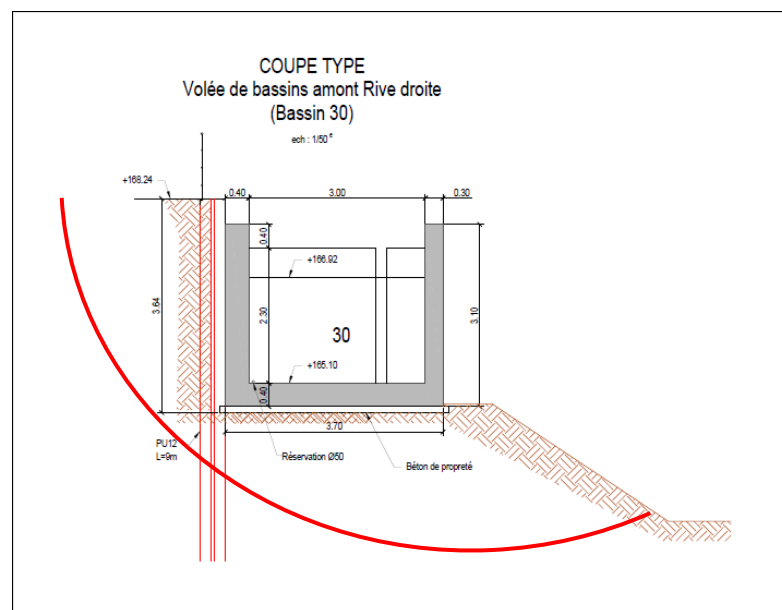 COUPE TYPE
Volée de bassins amont Rive droite
(Bassin 30)
ech : 1/50 e
+168.24
0.40
3.00
0.30
0.40
+166.92
3.64
2.30
30
3.10
+165.10
0.40
3.70
PU12
L=9m
Réservation Ø50
Béton de propreté